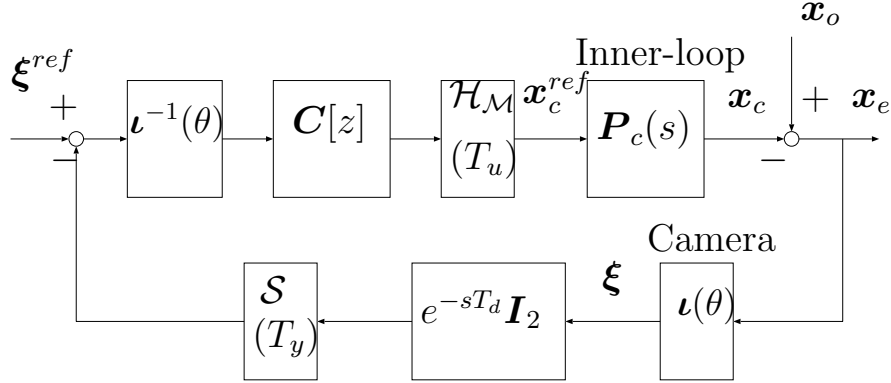 x_o
ξ^{ref}
+
−
ι^{-1}(θ)
C[z]
H_M
(T_u)
x_c^{ref}
Inner-loop
P_c(s)
x_c
+
−
x_e
Camera
ι(θ)
ξ
e^{-sT_d} I_2
S
(T_y)